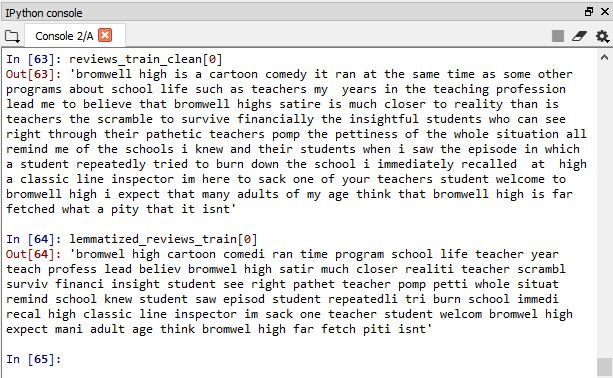 IPython console
Console 2/A
In [63]: reviews_train_clean[0]
Out[63]: 'bromwell high is a cartoon comedy it ran at the same time as some other
programs about school life such as teachers my  years in the teaching profession
lead me to believe that bromwell highs satire is much closer to reality than is
teachers the scramble to survive financially the insightful students who can see
right through their pathetic teachers pomp the pettiness of the whole situation all
remind me of the schools i knew and their students when i saw the episode in which
a student repeatedly tried to burn down the school i immediately recalled  at  high
a classic line inspector im here to sack one of your teachers student welcome to
bromwell high i expect that many adults of my age think that bromwell high is far
fetched what a pity that it isnt'
In [64]: lemmatized_reviews_train[0]
Out[64]: 'bromwel high cartoon comedi ran time program school life teacher year
teach profess lead believ bromwel high satir much closer realiti teacher scrambl
surviv financi insight student see right pathet teacher pomp petti whole situat
remind school knew student saw episod student repeatedli tri burn school immedi
recal high classic line inspector im sack one teacher student welcom bromwel high
expect mani adult age think bromwel high far fetch piti isnt'
In [65]: